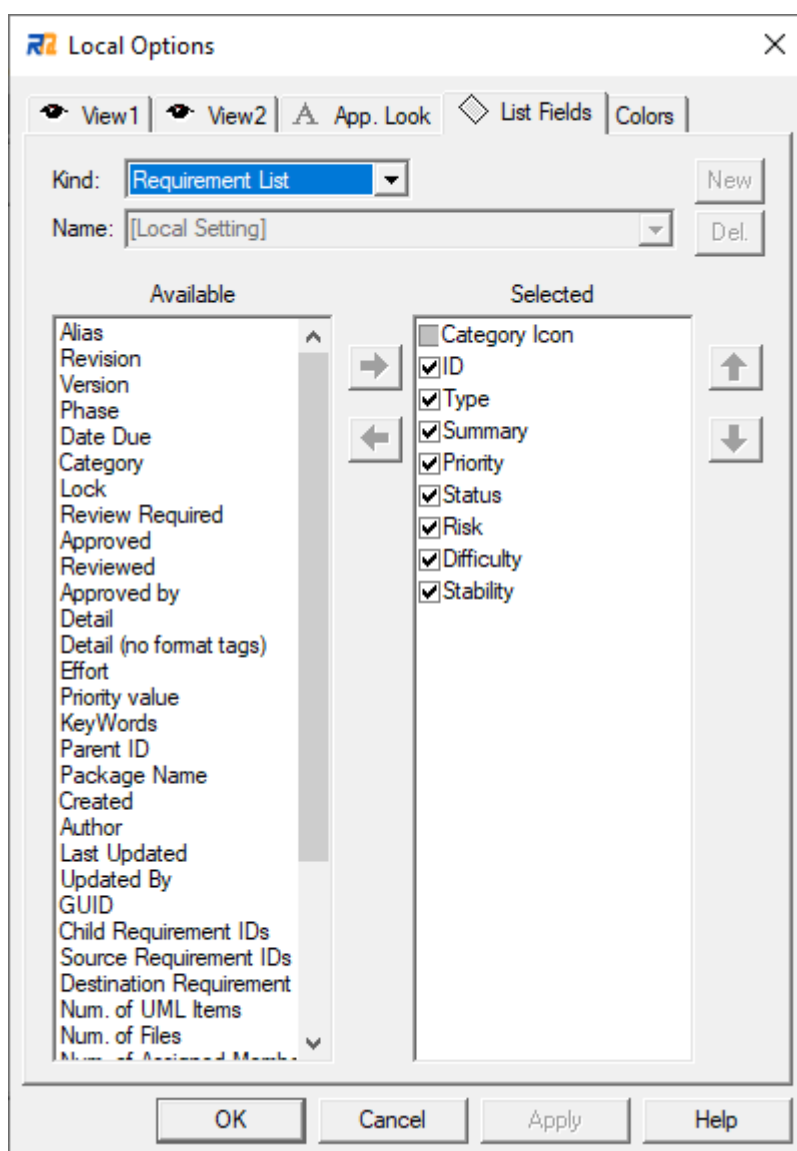 Local Options
View1
View2
App. Look
List Fields
Colors
Kind:
Requirement List
New
Name:
[Local Setting]
Del.
Available
Selected
Alias
Revision
Version
Phase
Date Due
Category
Lock
Review Required
Approved
Reviewed
Approved by
Detail
Detail (no format tags)
Effort
Priority value
KeyWords
Parent ID
Package Name
Created
Author
Last Updated
Updated By
GUID
Child Requirement IDs
Source Requirement IDs
Destination Requirement
Num. of UML Items
Num. of Files
Num. of Assigned
Category Icon
ID
Type
Summary
Priority
Status
Risk
Difficulty
Stability
OK
Cancel
Apply
Help